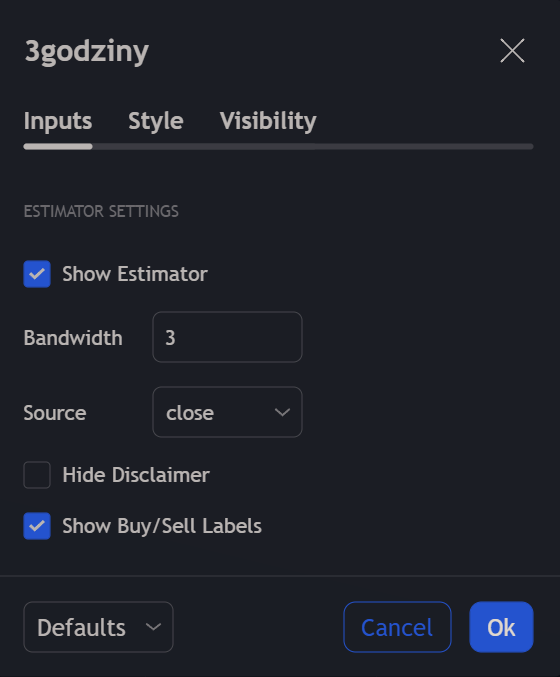 3godziny
Inputs Style Visibility
ESTIMATOR SETTINGS
Show Estimator
Bandwidth 3
Source close
Hide Disclaimer
Show Buy/Sell Labels
Defaults Cancel Ok